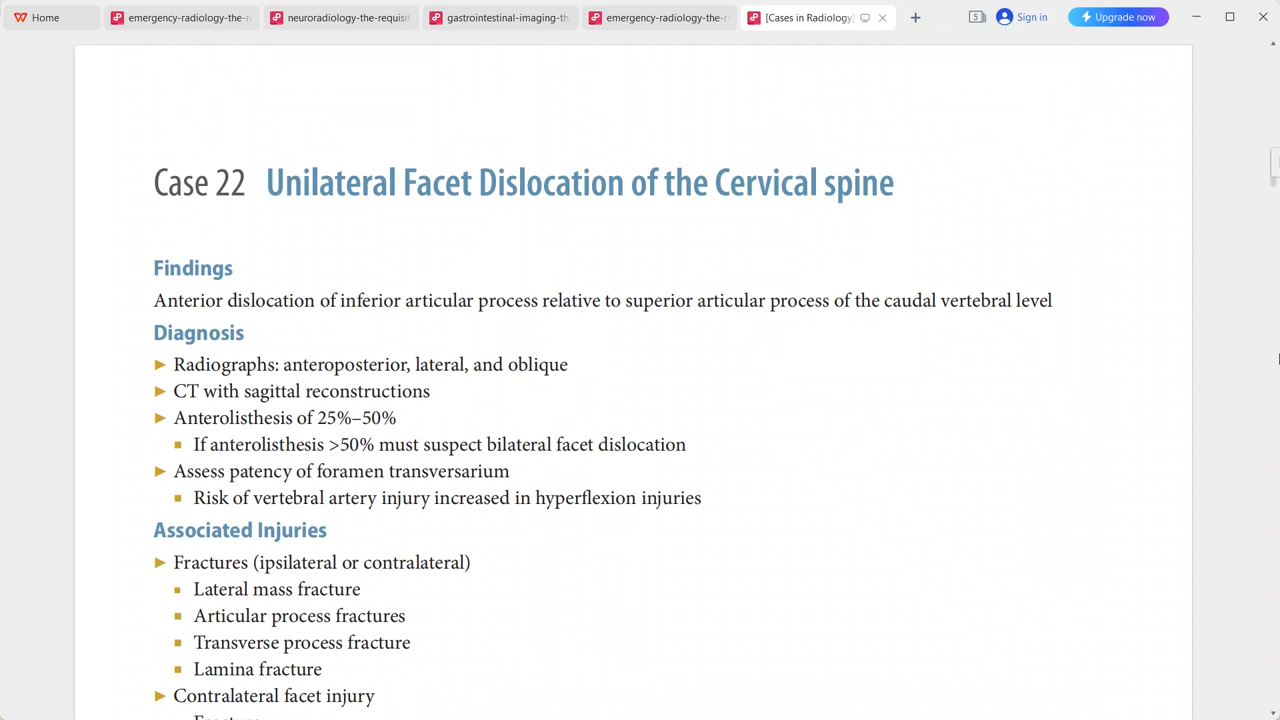 Home
emergency-radiology-the-r
neuroradiology-the-requisit
gastrointestinal-imaging-th
emergency-radiology-the-r
[Cases in Radiology]
5
Sign in
Upgrade now
Case 22 Unilateral Facet Dislocation of the Cervical spine
Findings
Anterior dislocation of inferior articular process relative to superior articular process of the caudal vertebral level
Diagnosis
► Radiographs: anteroposterior, lateral, and oblique
► CT with sagittal reconstructions
► Anterolisthesis of 25%–50%
■ If anterolisthesis >50% must suspect bilateral facet dislocation
► Assess patency of foramen transversarium
■ Risk of vertebral artery injury increased in hyperflexion injuries
Associated Injuries
► Fractures (ipsilateral or contralateral)
■ Lateral mass fracture
■ Articular process fractures
■ Transverse process fracture
■ Lamina fracture
► Contralateral facet injury
Fracture